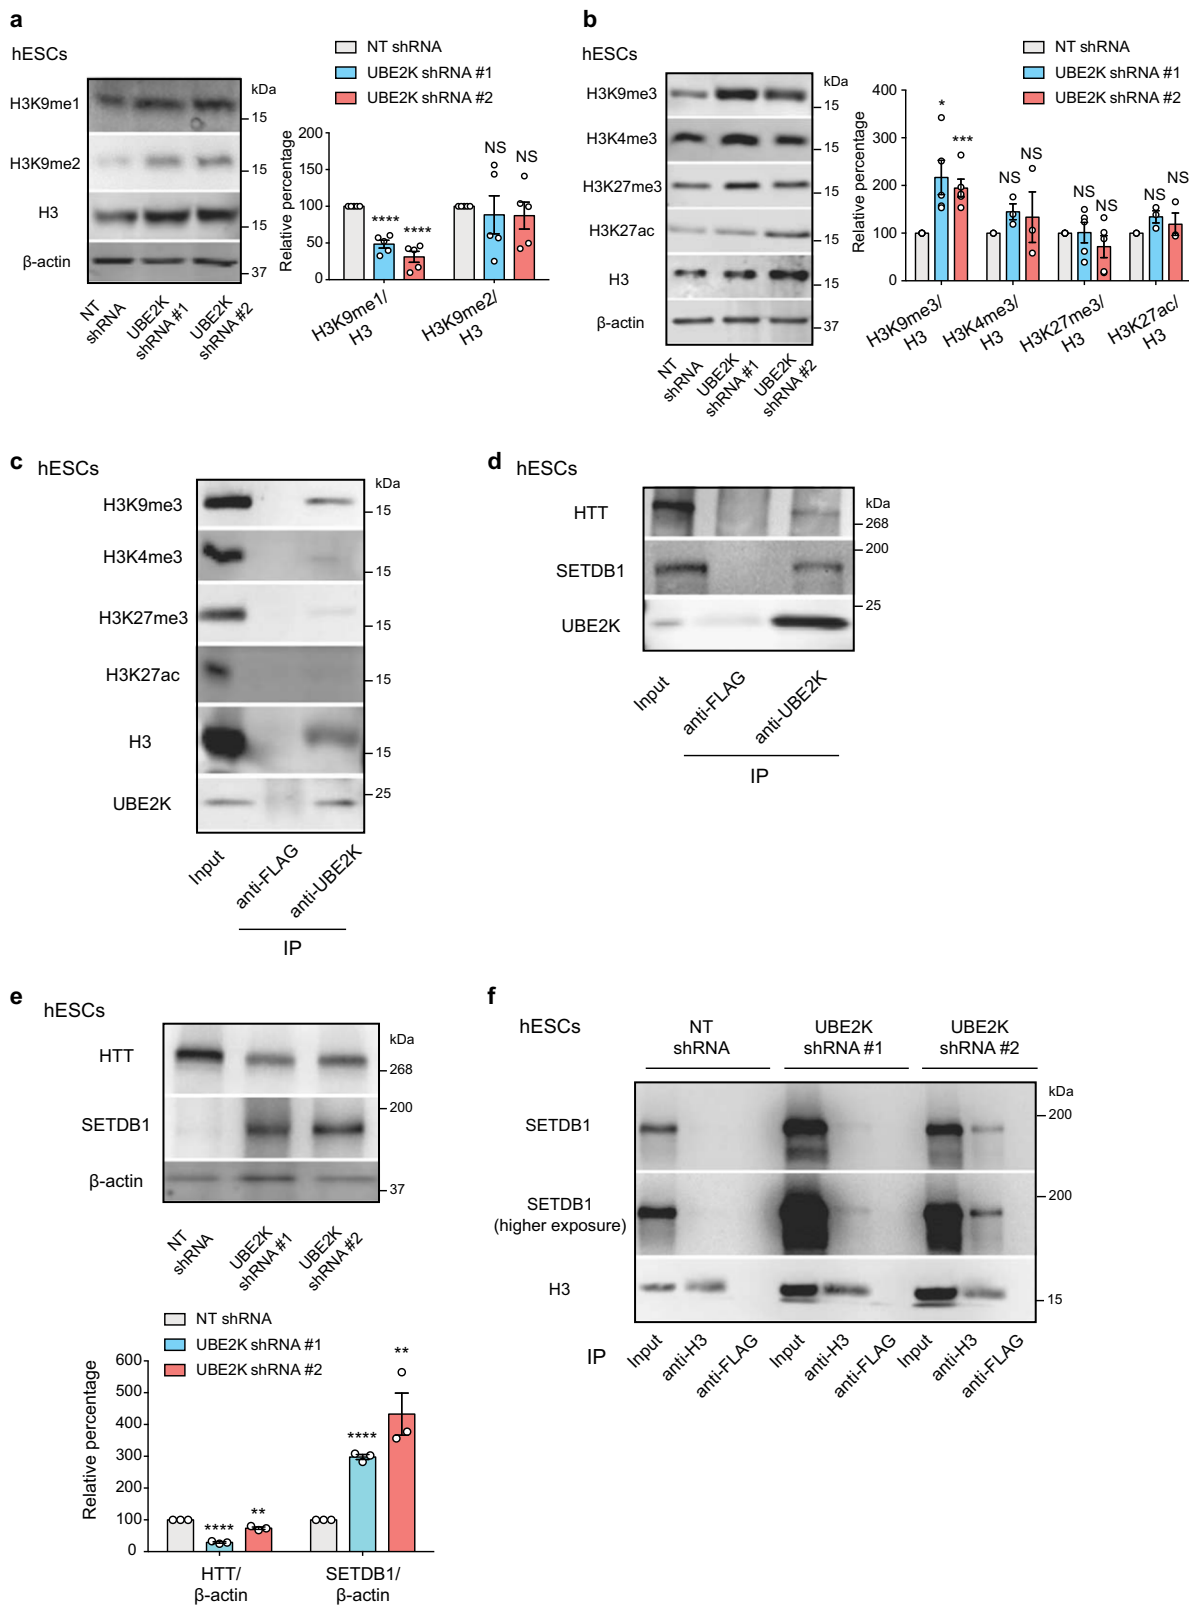 a
hESCs
NT shRNA
UBE2K shRNA #1
UBE2K shRNA #2
kDa
H3K9me1
15
H3K9me2
15
H3
15
β-actin
37
NT
shRNA
UBE2K
shRNA #1
UBE2K
shRNA #2
Relative percentage
200
150
100
50
0
****
****
NS
NS
H3K9me1/
H3
H3K9me2/
H3
b
hESCs
NT shRNA
UBE2K shRNA #1
UBE2K shRNA #2
kDa
H3K9me3
15
H3K4me3
15
H3K27me3
15
H3K27ac
15
H3
15
β-actin
37
NT
shRNA
UBE2K
shRNA #1
UBE2K
shRNA #2
Relative percentage
400
300
200
100
0
*
***
NS
NS
NS
NS
NS
NS
H3K9me3/
H3
H3K4me3/
H3
H3K27me3/
H3
H3K27ac/
H3
c
hESCs
kDa
H3K9me3
15
H3K4me3
15
H3K27me3
15
H3K27ac
15
H3
15
UBE2K
25
Input
anti-FLAG
anti-UBE2K
IP
d
hESCs
kDa
HTT
268
200
SETDB1
25
UBE2K
Input
anti-FLAG
anti-UBE2K
IP
e
hESCs
kDa
HTT
268
200
SETDB1
β-actin
37
NT
shRNA
UBE2K
shRNA #1
UBE2K
shRNA #2
NT shRNA
UBE2K shRNA #1
UBE2K shRNA #2
Relative percentage
600
500
400
300
200
100
0
****
**
****
**
HTT/
β-actin
SETDB1/
β-actin
f
hESCs
NT
shRNA
UBE2K
shRNA #1
UBE2K
shRNA #2
kDa
200
SETDB1
200
SETDB1
(higher exposure)
H3
15
IP
Input
anti-H3
anti-FLAG
Input
anti-H3
anti-FLAG
Input
anti-H3
anti-FLAG